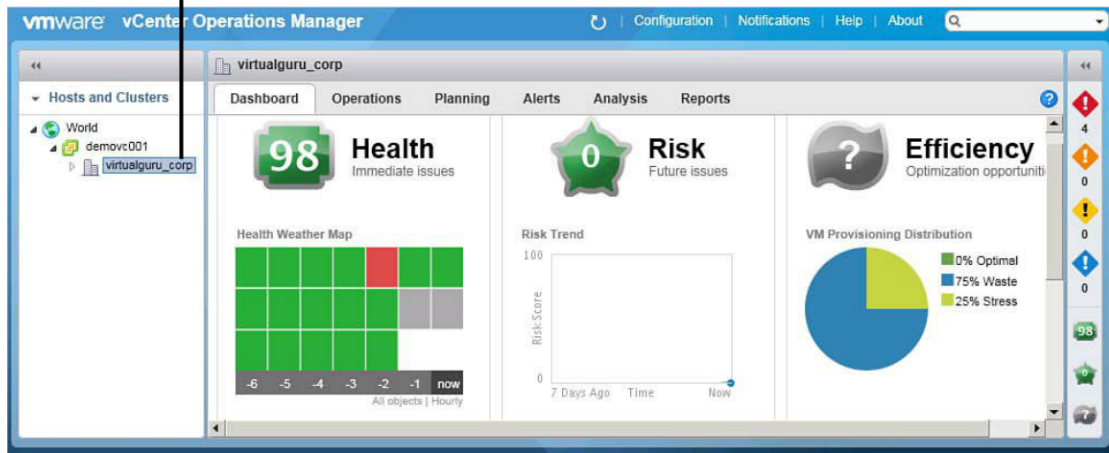 vmware vCenter Operations Manager
Configuration | Notifications | Help | About
virtualguru_corp
Hosts and Clusters
World
demovc001
virtualguru_corp
Dashboard Operations Planning Alerts Analysis Reports
98 Health
Immediate issues
0 Risk
Future issues
? Efficiency
Optimization opportuniti
Health Weather Map
-6 -5 -4 -3 -2 -1 now
All objects | Hourly
Risk Trend
100
Risk Score
0
7 Days Ago Time Now
VM Provisioning Distribution
0% Optimal
75% Waste
25% Stress
4
0
0
0
98
0
?